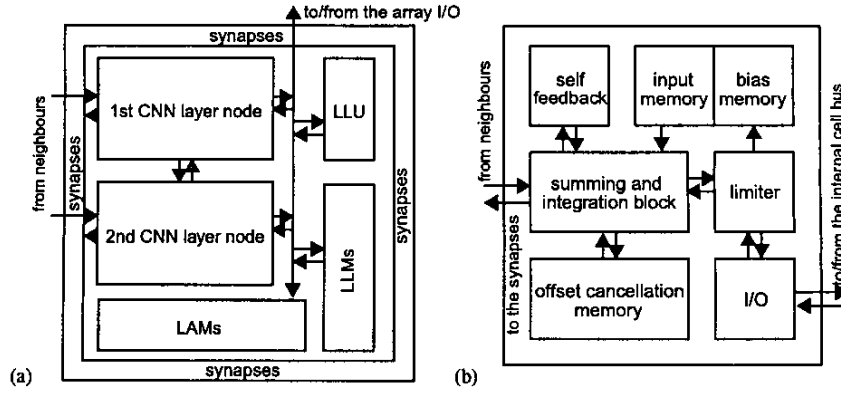 to/from the array I/O
synapses
1st CNN layer node
LLU
from neighbours
synapses
synapses
2nd CNN layer node
LLMs
LAMs
synapses
(a)
self
feedback
input
memory
bias
memory
from neighbours
summing and
integration block
limiter
to the synapses
offset cancellation
memory
I/O
to/from the internal cell bus
(b)